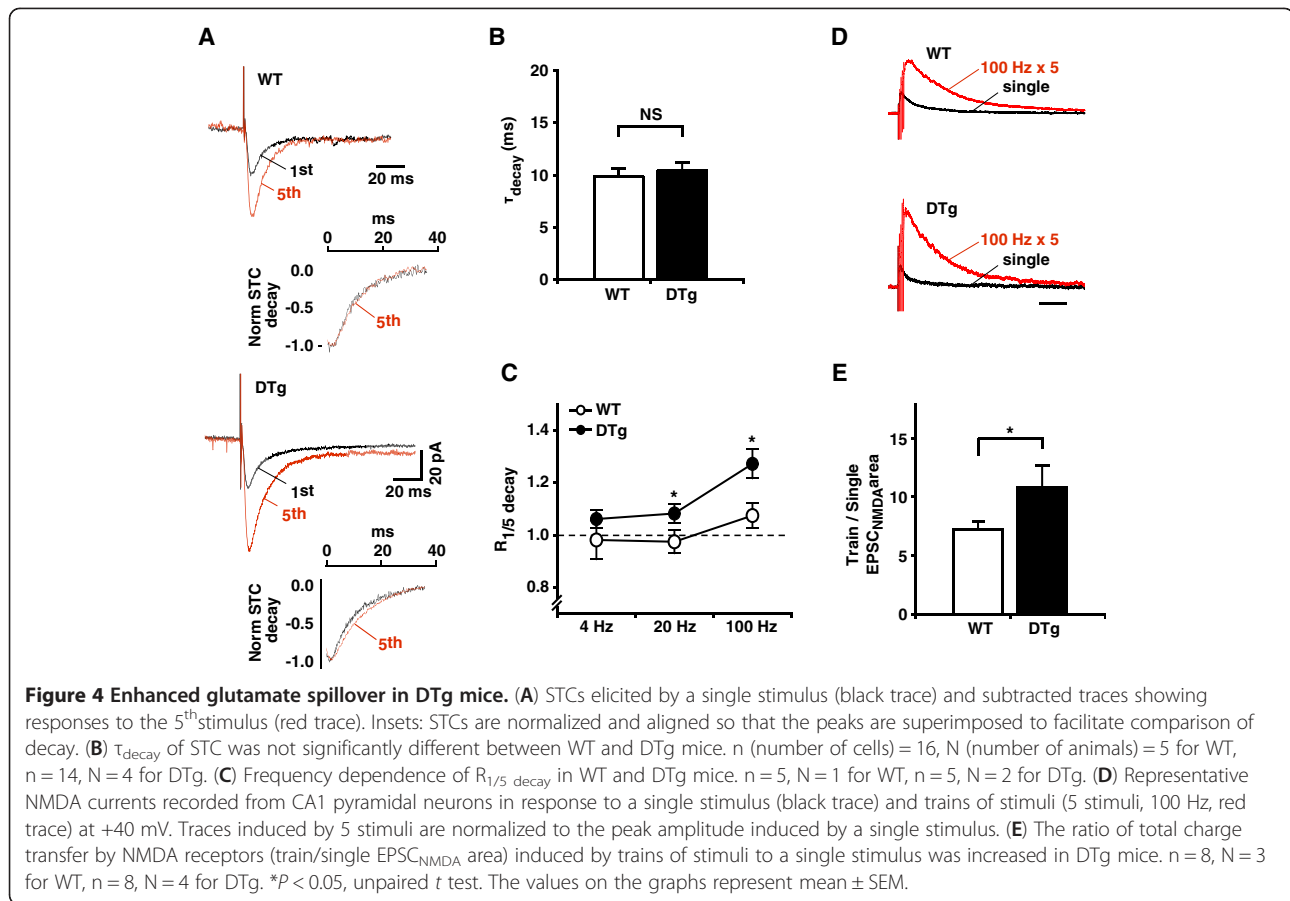 A
WT
1st
5th
20 ms
ms
0 20 40
0.0
-0.5
-1.0
Norm STC
decay
5th
DTg
1st
5th
20 pA
20 ms
ms
0 20 40
0.0
-0.5
-1.0
Norm STC
decay
5th
B
20
15
10
5
0
τdecay (ms)
NS
WT DTg
C
WT
DTg
1.4
1.2
1.0
0.8
R1/5 decay
*
*
4 Hz 20 Hz 100 Hz
D
WT
100 Hz x 5
single
DTg
100 Hz x 5
single
E
15
10
5
0
Train / Single
EPSCNMDAarea
*
WT DTg
Figure 4 Enhanced glutamate spillover in DTg mice. (A) STCs elicited by a single stimulus (black trace) and subtracted traces showing
responses to the 5thstimulus (red trace). Insets: STCs are normalized and aligned so that the peaks are superimposed to facilitate comparison of
decay. (B) τdecay of STC was not significantly different between WT and DTg mice. n (number of cells) = 16, N (number of animals) = 5 for WT,
n = 14, N = 4 for DTg. (C) Frequency dependence of R1/5 decay in WT and DTg mice. n = 5, N = 1 for WT, n = 5, N = 2 for DTg. (D) Representative
NMDA currents recorded from CA1 pyramidal neurons in response to a single stimulus (black trace) and trains of stimuli (5 stimuli, 100 Hz, red
trace) at +40 mV. Traces induced by 5 stimuli are normalized to the peak amplitude induced by a single stimulus. (E) The ratio of total charge
transfer by NMDA receptors (train/single EPSCNMDA area) induced by trains of stimuli to a single stimulus was increased in DTg mice. n = 8, N = 3
for WT, n = 8, N = 4 for DTg. *P < 0.05, unpaired t test. The values on the graphs represent mean ± SEM.